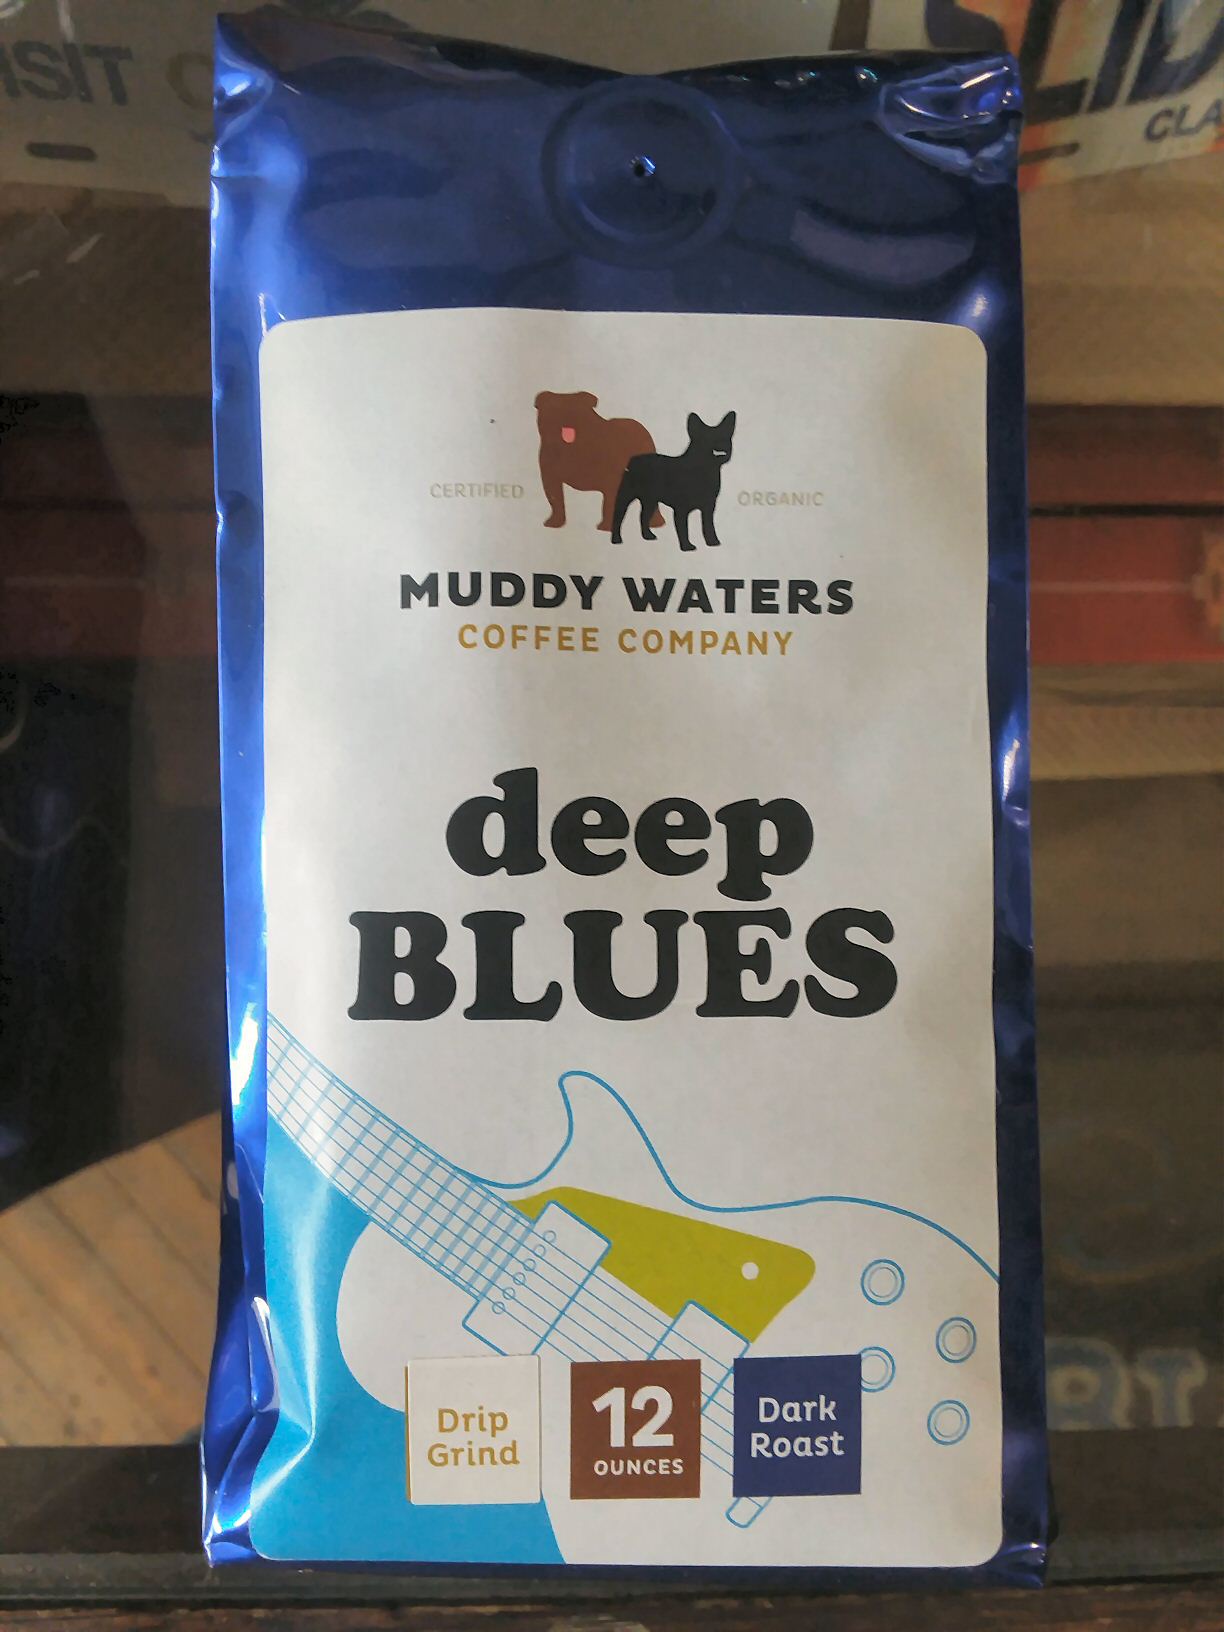 CERTIFIED
ORGANIC
MUDDY WATERS
COFFEE COMPANY
deep
BLUES
Drip
Grind
12
OUNCES
Dark
Roast